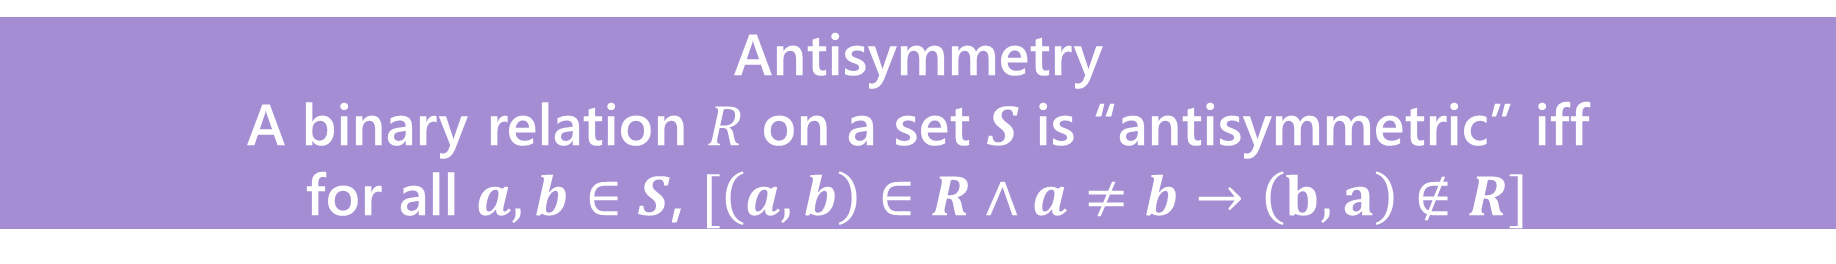 Antisymmetry
A binary relation R on a set S is “antisymmetric” iff
for all a, b ∈ S, [(a, b) ∈ R ∧ a ≠ b → (b, a) ∉ R]